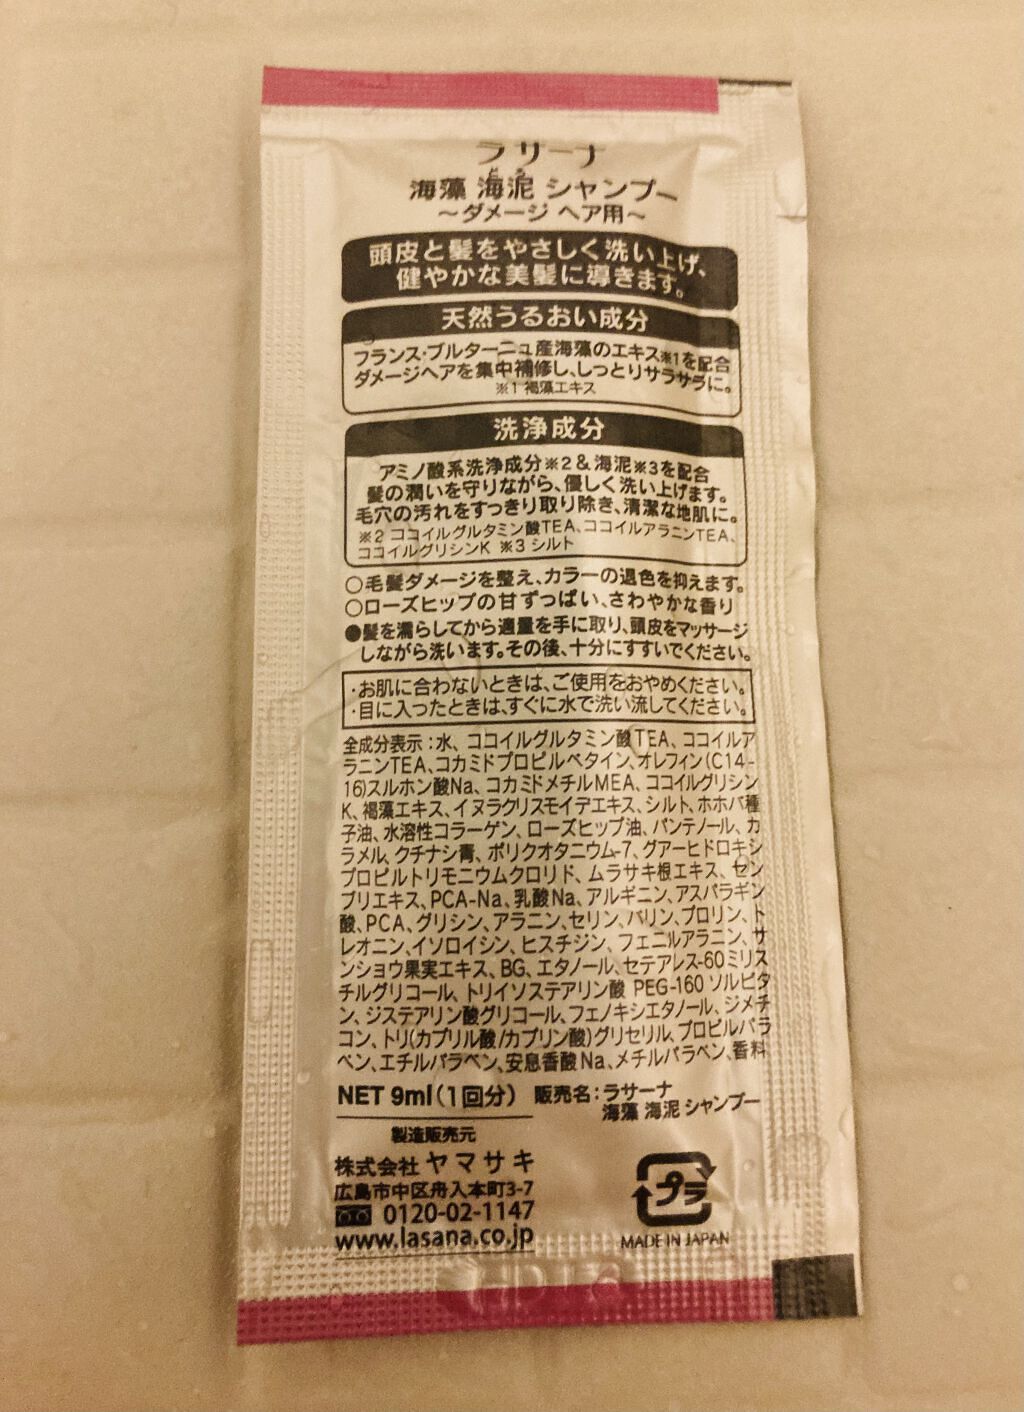 ラサーナ
どろ
海藻 海泥 シャンプー
～ダメージ ヘア用～
頭皮と髪をやさしく洗い上げ、
健やかな美髪に導きます。
天然うるおい成分
フランス・ブルターニュ産海藻のエキス※1を配合
ダメージヘアを集中補修し、しっとりサラサラに。
※1 褐藻エキス
洗浄成分
アミノ酸系洗浄成分※2＆海泥※3を配合
髪の潤いを守りながら、優しく洗い上げます。
毛穴の汚れをすっきり取り除き、清潔な地肌に。
※2 ココイルグルタミン酸TEA、ココイルアラニンTEA、
ココイルグリシンK ※3 シルト
○毛髪ダメージを整え、カラーの退色を抑えます。
○ローズヒップの甘ずっぱい、さわやかな香り
●髪を濡らしてから適量を手に取り、頭皮をマッサージ
しながら洗います。その後、十分にすすいでください。
・お肌に合わないときは、ご使用をおやめください。
・目に入ったときは、すぐに水で洗い流してください。
全成分表示：水、ココイルグルタミン酸TEA、ココイルア
ラニンTEA、コカミドプロピルベタイン、オレフィン(C14-
16)スルホン酸Na、コカミドメチルMEA、ココイルグリシン
K、褐藻エキス、イヌラクリスモイデエキス、シルト、ホホバ種
子油、水溶性コラーゲン、ローズヒップ油、パンテノール、カ
ラメル、クチナシ青、ポリクオタニウム-7、グアーヒドロキシ
プロピルトリモニウムクロリド、ムラサキ根エキス、セン
ブリエキス、PCA-Na、乳酸Na、アルギニン、アスパラギン
酸、PCA、グリシン、アラニン、セリン、バリン、プロリン、ト
レオニン、イソロイシン、ヒスチジン、フェニルアラニン、サ
ンショウ果実エキス、BG、エタノール、セテアレス-60ミリス
チルグリコール、トリイソステアリン酸 PEG-160 ソルビタ
ン、ジステアリン酸グリコール、フェノキシエタノール、ジメチ
コン、トリ(カプリル酸/カプリン酸)グリセリル、プロピルパラ
ベン、エチルパラベン、安息香酸Na、メチルパラベン、香料
NET 9ml（1回分） 販売名：ラサーナ
海藻 海泥 シャンプー
製造販売元
株式会社 ヤマサキ
広島市中区舟入本町3-7
0120-02-1147
www.lasana.co.jp
プラ
MADE IN JAPAN